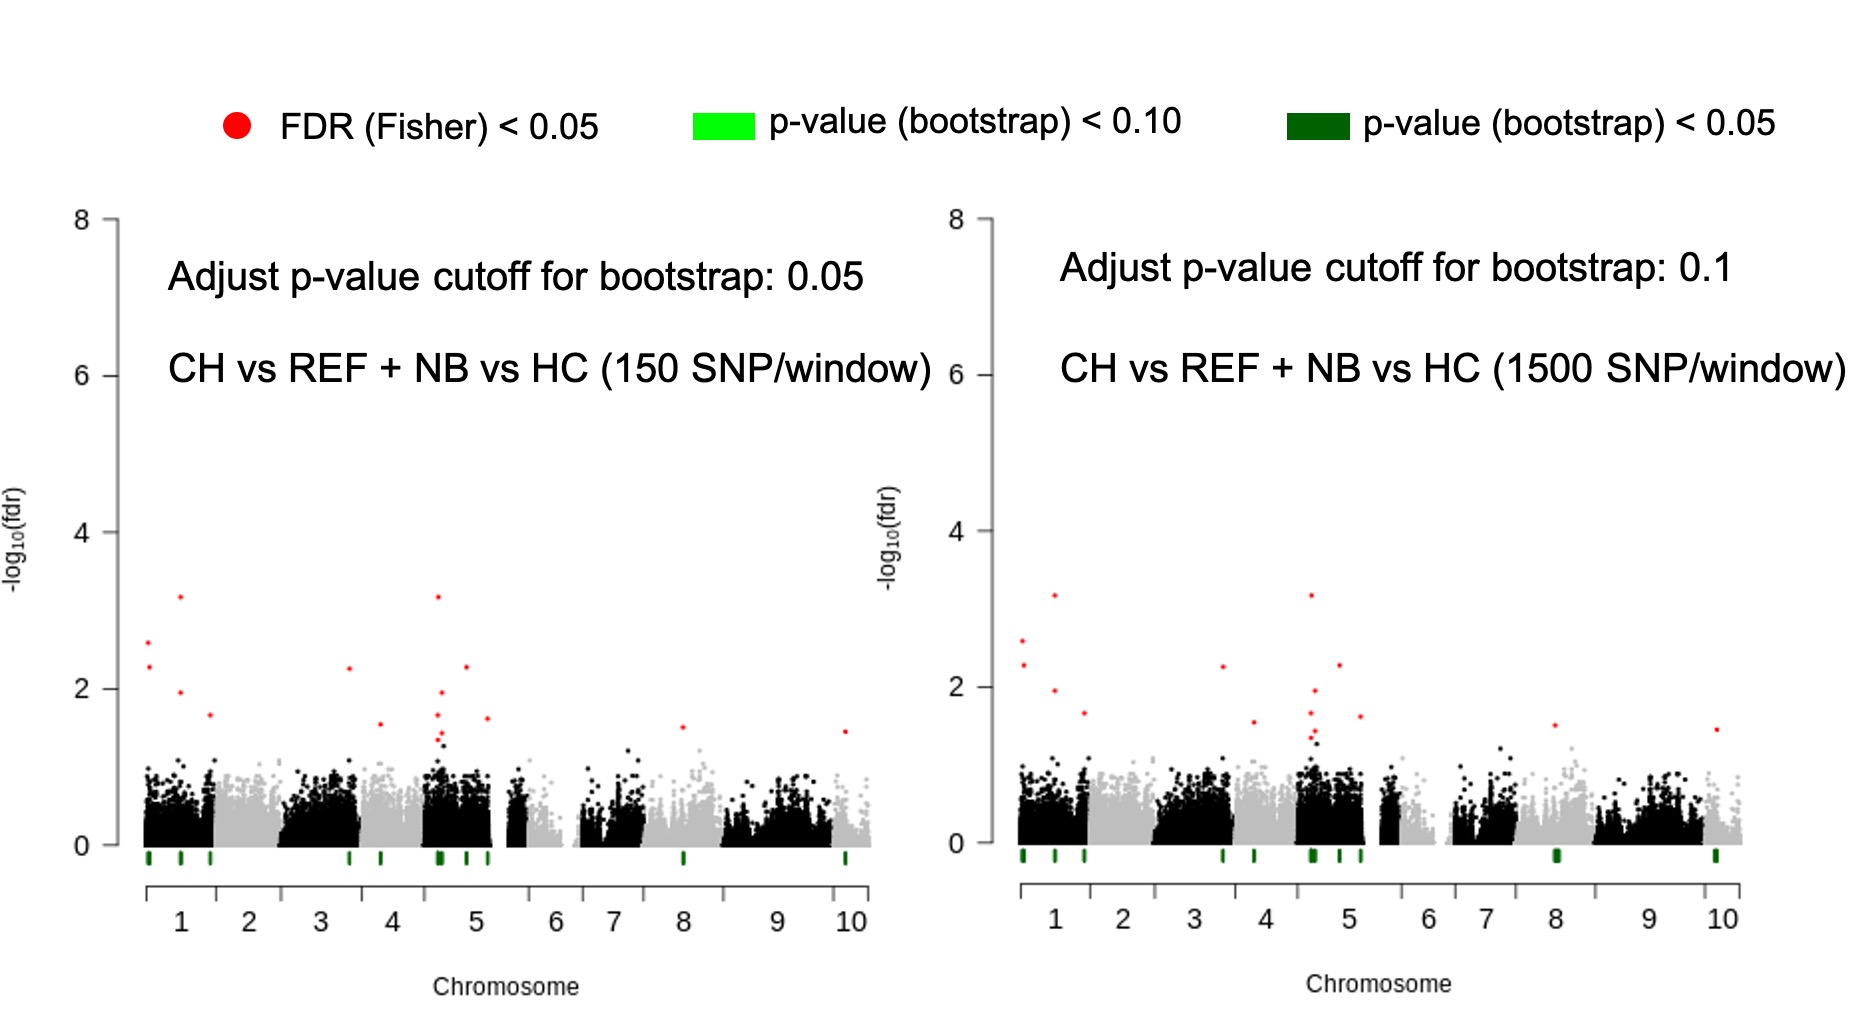 FDR (Fisher) < 0.05
p-value (bootstrap) < 0.10
p-value (bootstrap) < 0.05
8
6
4
2
0
-log10(fdr)
Adjust p-value cutoff for bootstrap: 0.05
CH vs REF + NB vs HC (150 SNP/window)
1 2 3 4 5 6 7 8 9 10
Chromosome
8
6
4
2
0
-log10(fdr)
Adjust p-value cutoff for bootstrap: 0.1
CH vs REF + NB vs HC (1500 SNP/window)
1 2 3 4 5 6 7 8 9 10
Chromosome